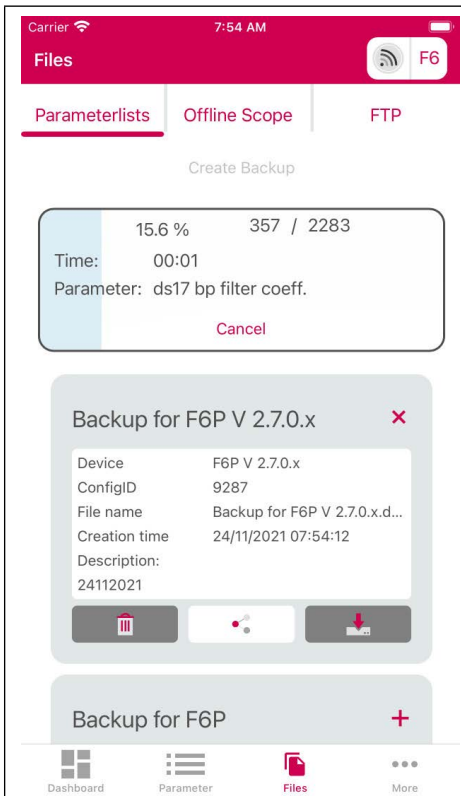 Carrier 7:54 AM
Files F6
Parameterlists Offline Scope FTP
Create Backup
15.6 % 357 / 2283
Time: 00:01
Parameter: ds17 bp filter coeff.
Cancel
Backup for F6P V 2.7.0.x ×
Device F6P V 2.7.0.x
ConfigID 9287
File name Backup for F6P V 2.7.0.x.d...
Creation time 24/11/2021 07:54:12
Description:
24112021
Backup for F6P +
Dashboard Parameter Files More